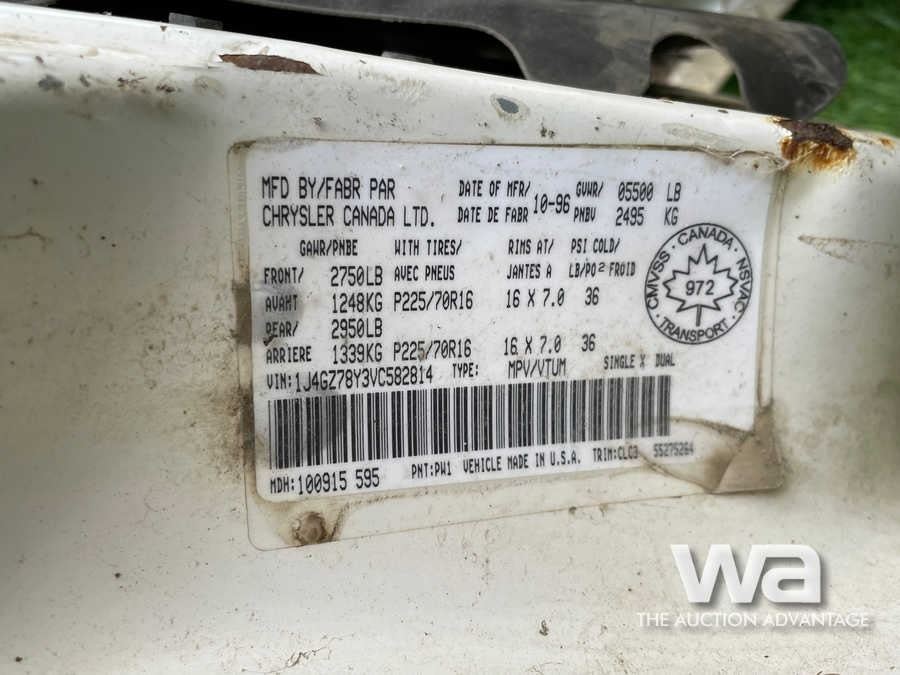 MFD BY/FABR PAR DATE OF MFR/ 10-96 GVWR/ 05500 LB
CHRYSLER CANADA LTD. DATE DE FABR PNBV 2495 KG
GAWR/PNBE WITH TIRES/ RIMS AT/ PSI COLD/
FRONT/ 2750LB AVEC PNEUS JANTES A LB/PO2 FROID
AVANT 1248KG P225/70R16 16 X 7.0 36
REAR/ 2950LB
ARRIERE 1339KG P225/70R16 16 X 7.0 36
VIN:1J4GZ78Y3VC582814 TYPE: MPV/VTUM SINGLE X DUAL
MDH:100915 595 PNT:PW1 VEHICLE MADE IN U.S.A. TRIM:CLC3 55275264
CMVSS · CANADA · NSVAC · TRANSPORT ·
972
wa
THE AUCTION ADVANTAGE